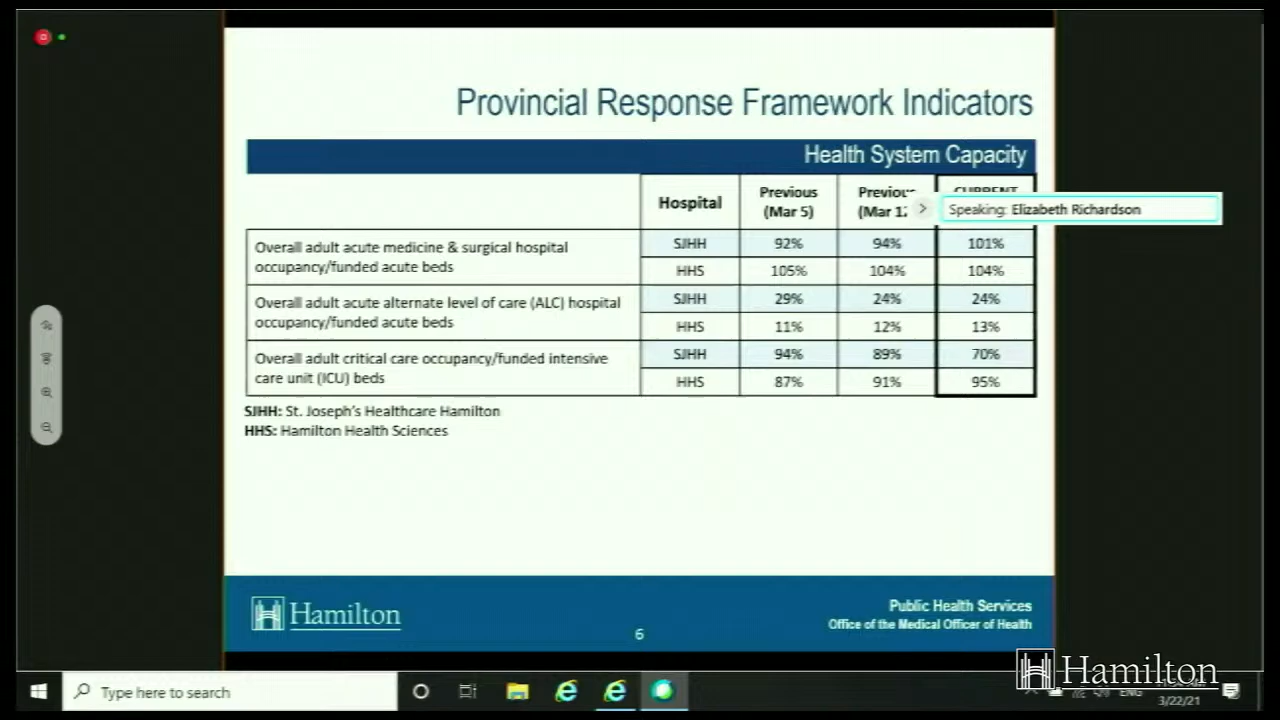 Provincial Response Framework Indicators
Health System Capacity
Hospital
Previous
(Mar 5)
Previous
(Mar 12
CURRENT
Speaking: Elizabeth Richardson
Overall adult acute medicine & surgical hospital
occupancy/funded acute beds
SJHH 92% 94% 101%
HHS 105% 104% 104%
Overall adult acute alternate level of care (ALC) hospital
occupancy/funded acute beds
SJHH 29% 24% 24%
HHS 11% 12% 13%
Overall adult critical care occupancy/funded intensive
care unit (ICU) beds
SJHH 94% 89% 70%
HHS 87% 91% 95%
SJHH: St. Joseph's Healthcare Hamilton
HHS: Hamilton Health Sciences
Hamilton
6
Public Health Services
Office of the Medical Officer of Health
Hamilton
Type here to search
ENG
3/22/21